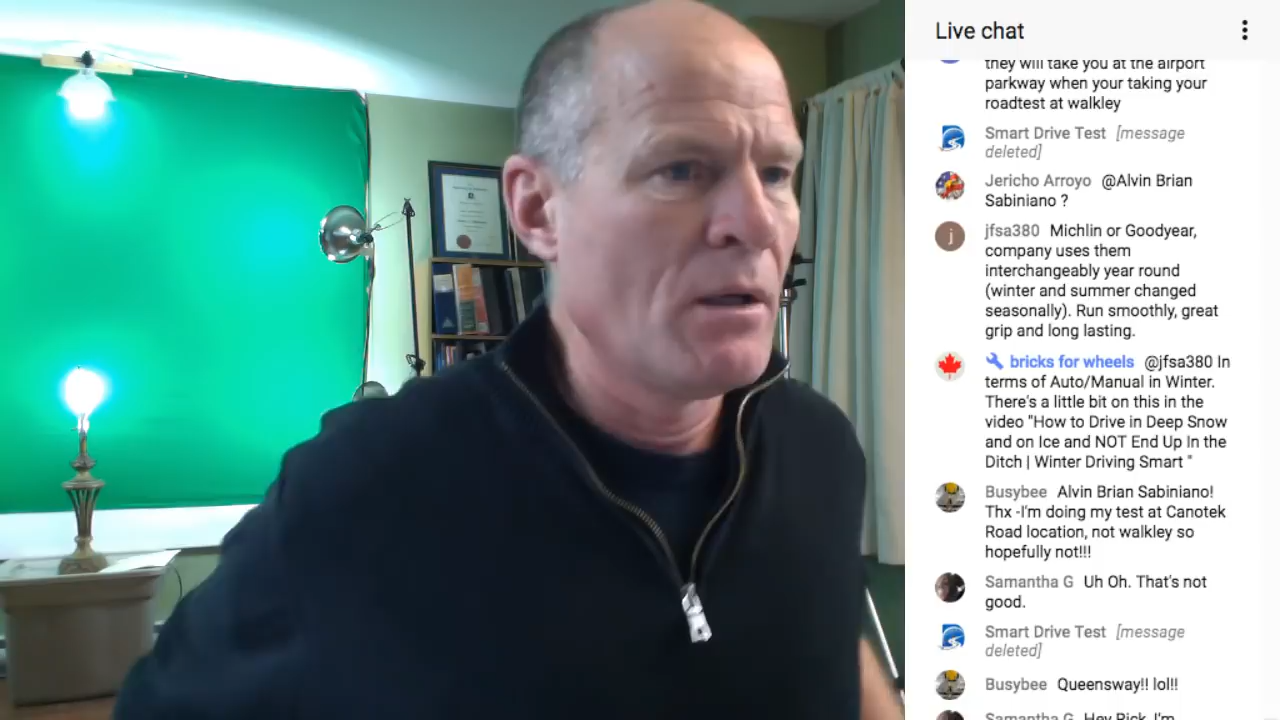 Live chat
they will take you at the airport
parkway when your taking your
roadtest at walkley
Smart Drive Test [message
deleted]
Jericho Arroyo @Alvin Brian
Sabiniano ?
j
jfsa380 Michlin or Goodyear,
company uses them
interchangeably year round
(winter and summer changed
seasonally). Run smoothly, great
grip and long lasting.
bricks for wheels @jfsa380 In
terms of Auto/Manual in Winter.
There's a little bit on this in the
video "How to Drive in Deep Snow
and on Ice and NOT End Up In the
Ditch | Winter Driving Smart "
Busybee Alvin Brian Sabiniano!
Thx -I'm doing my test at Canotek
Road location, not walkley so
hopefully not!!!
Samantha G Uh Oh. That's not
good.
Smart Drive Test [message
deleted]
Busybee Queensway!! lol!!
Samantha G Hey Rick, I'm